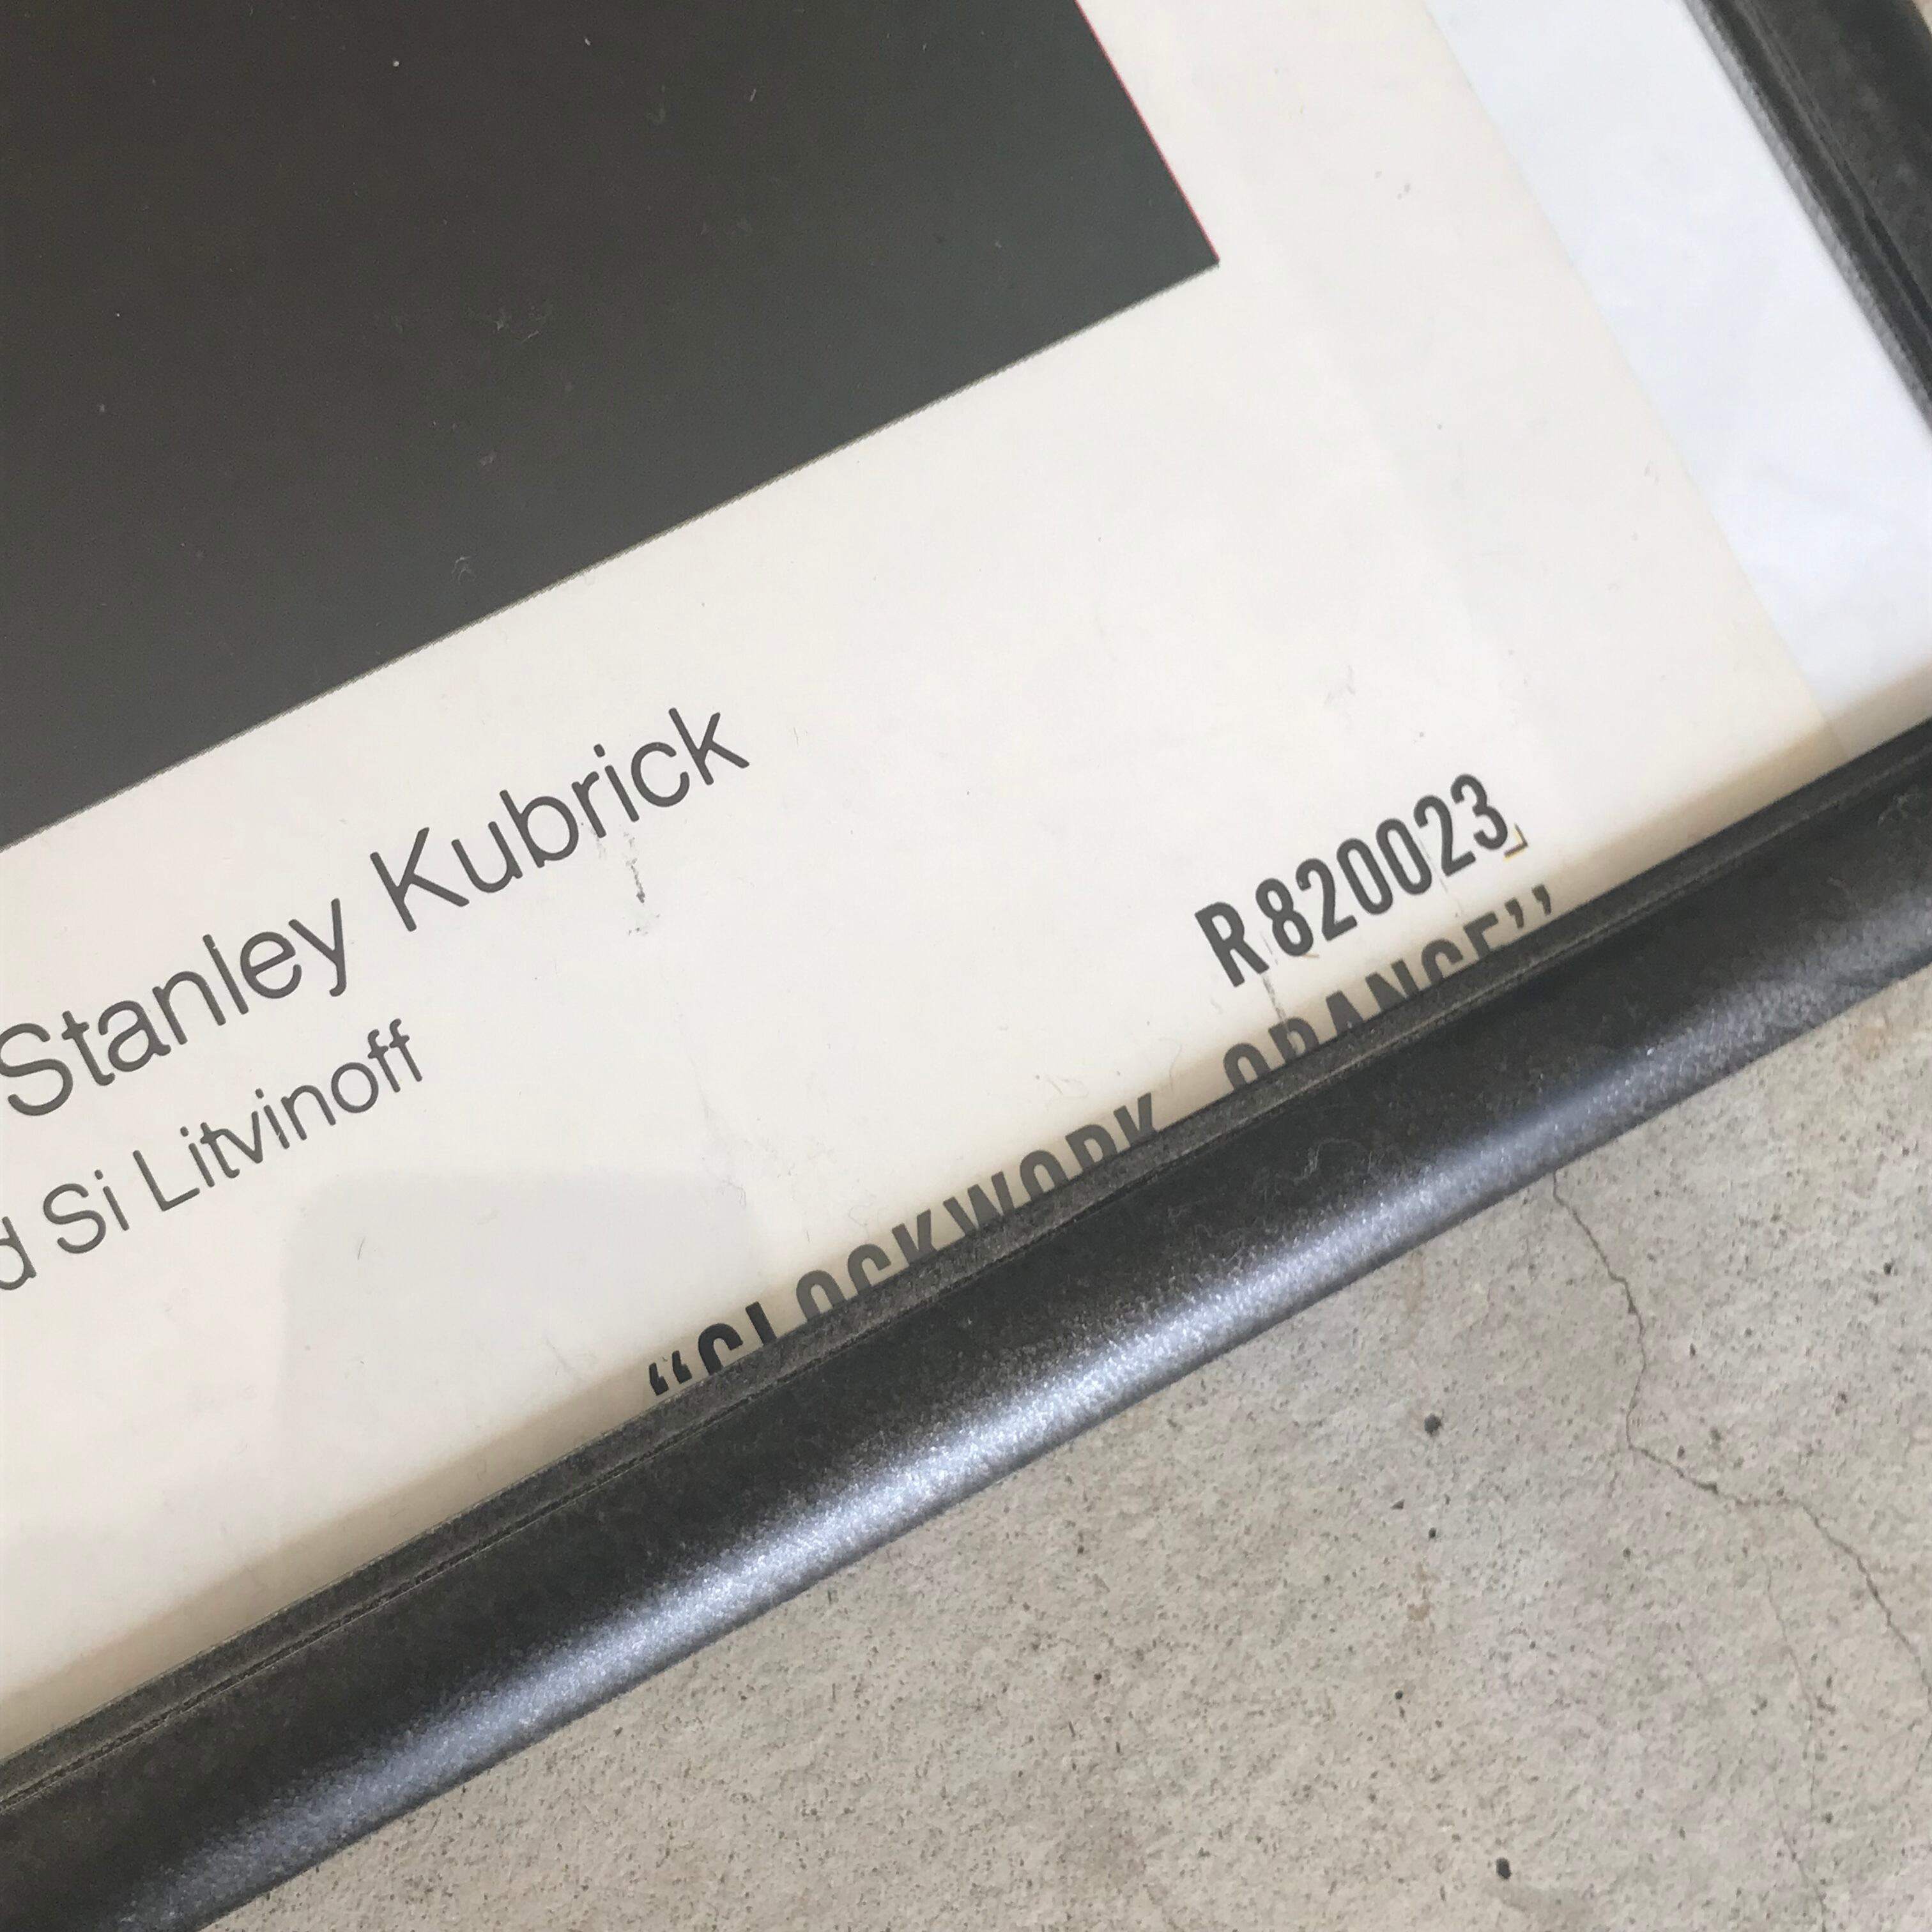 Stanley Kubrick
d Si Litvinoff
R 820023
“CLOCKWORK ORANGE”